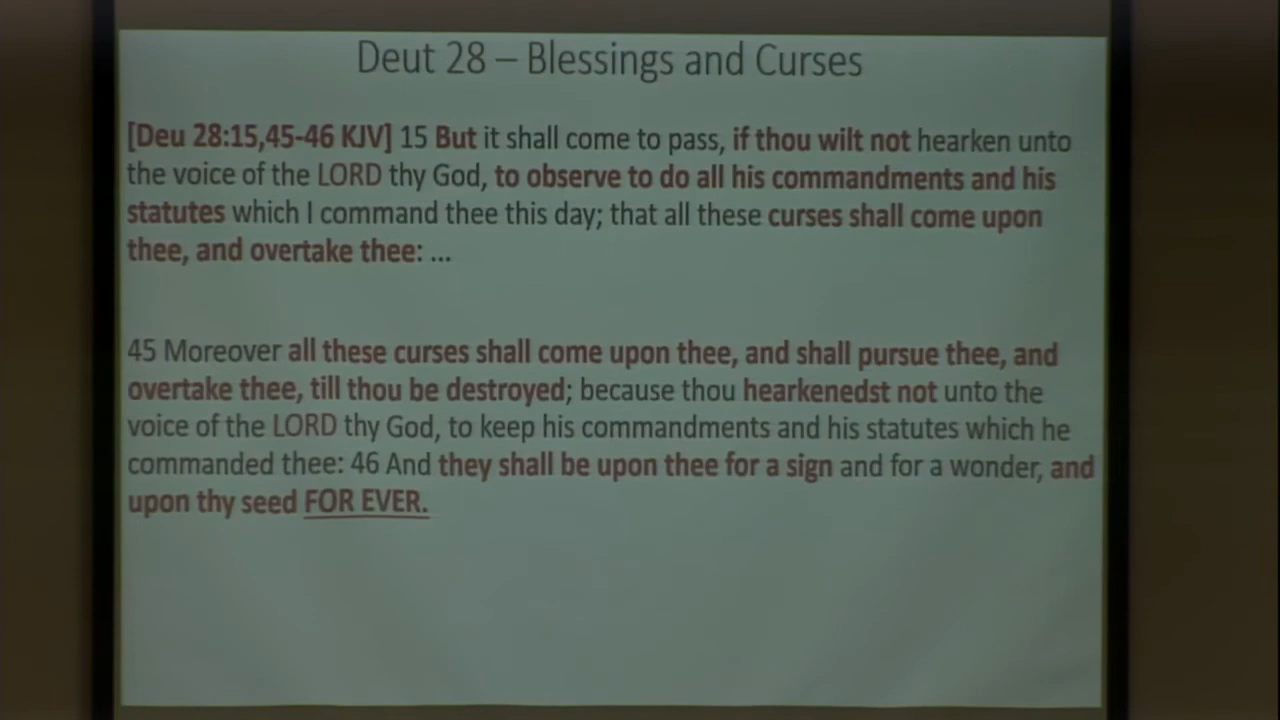 Deut 28 – Blessings and Curses
[Deu 28:15,45-46 KJV] 15 But it shall come to pass, if thou wilt not hearken unto
the voice of the LORD thy God, to observe to do all his commandments and his
statutes which I command thee this day; that all these curses shall come upon
thee, and overtake thee: ...
45 Moreover all these curses shall come upon thee, and shall pursue thee, and
overtake thee, till thou be destroyed; because thou hearkenedst not unto the
voice of the LORD thy God, to keep his commandments and his statutes which he
commanded thee: 46 And they shall be upon thee for a sign and for a wonder, and
upon thy seed FOR EVER.